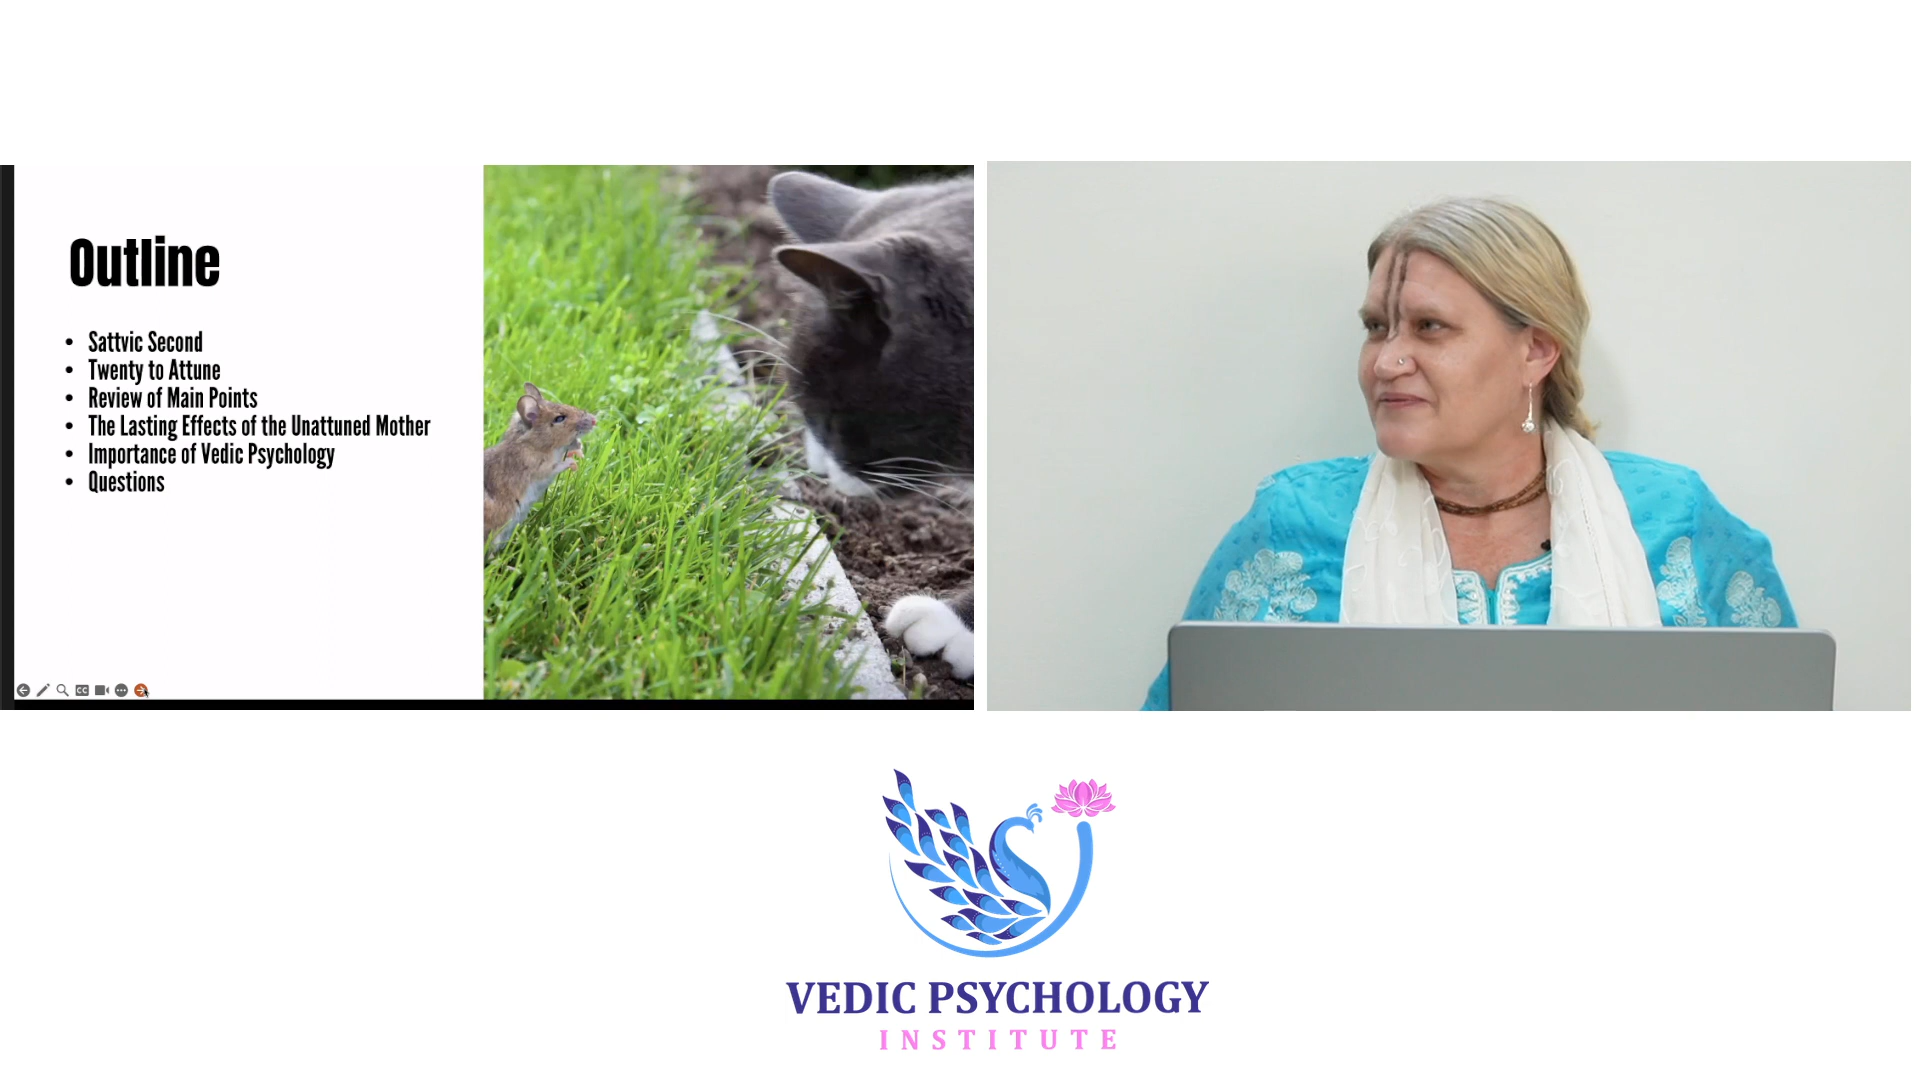 Outline
• Sattvic Second
• Twenty to Attune
• Review of Main Points
• The Lasting Effects of the Unattuned Mother
• Importance of Vedic Psychology
• Questions
CC
VEDIC PSYCHOLOGY
INSTITUTE